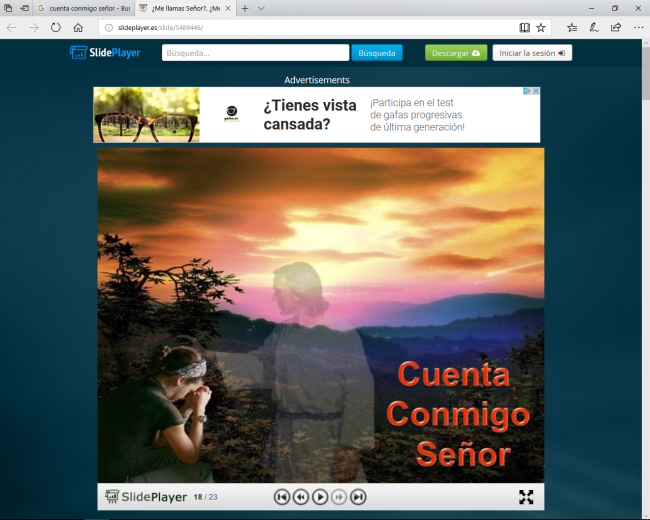 cuenta conmigo señor - Bu
¿Me llamas Señor?. ¿Me
slideplayer.es/slide/5489446/
SlidePlayer
Búsqueda...
Búsqueda
Descargar
Iniciar la sesión
Advertisements
¿Tienes vista
cansada?
¡Participa en el test
de gafas progresivas
de última generación!
Cuenta
Conmigo
Señor
SlidePlayer
18 / 23